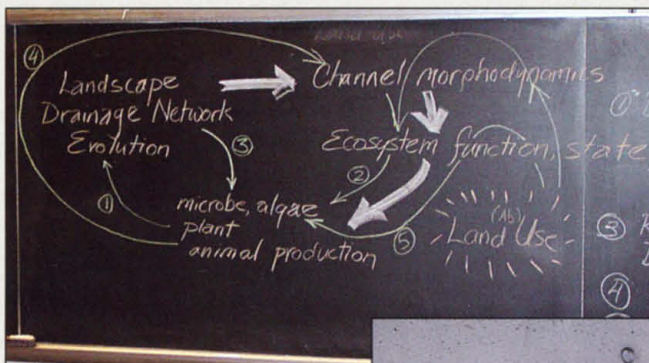 ④
Landscape Channel morphodynamics
Drainage Network
Evolution ③ Ecosystem function, state
②
① microbe, algae
plant (Ab)
animal production ⑤ Land Use
①
③
④